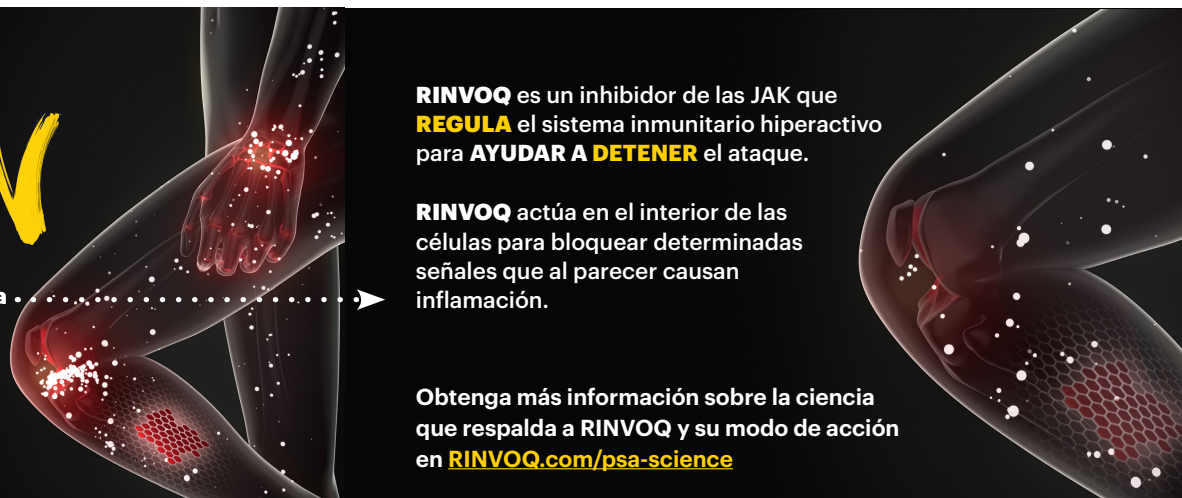 a
RINVOQ es un inhibidor de las JAK que
REGULA el sistema inmunitario hiperactivo
para AYUDAR A DETENER el ataque.
RINVOQ actúa en el interior de las
células para bloquear determinadas
señales que al parecer causan
inflamación.
Obtenga más información sobre la ciencia
que respalda a RINVOQ y su modo de acción
en RINVOQ.com/psa-science